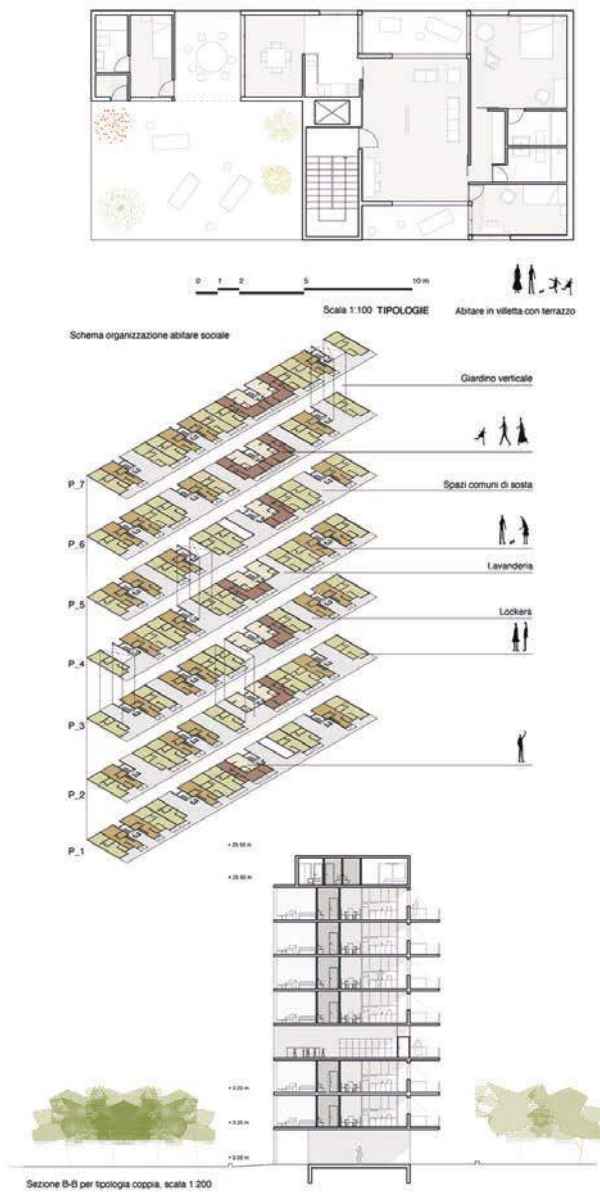 0 1 2 5 10 m
Scala 1:100 TIPOLOGIE Abitare in villetta con terrazzo
Schema organizzazione abitare sociale
Giardino verticale
P_7
Spazi comuni di sosta
P_6
Lavanderia
P_5
Lockers
P_4
P_3
P_2
P_1
+ 3.25 m
+ 0.00 m
Sezione B-B per tipologia coppia, scala 1:200